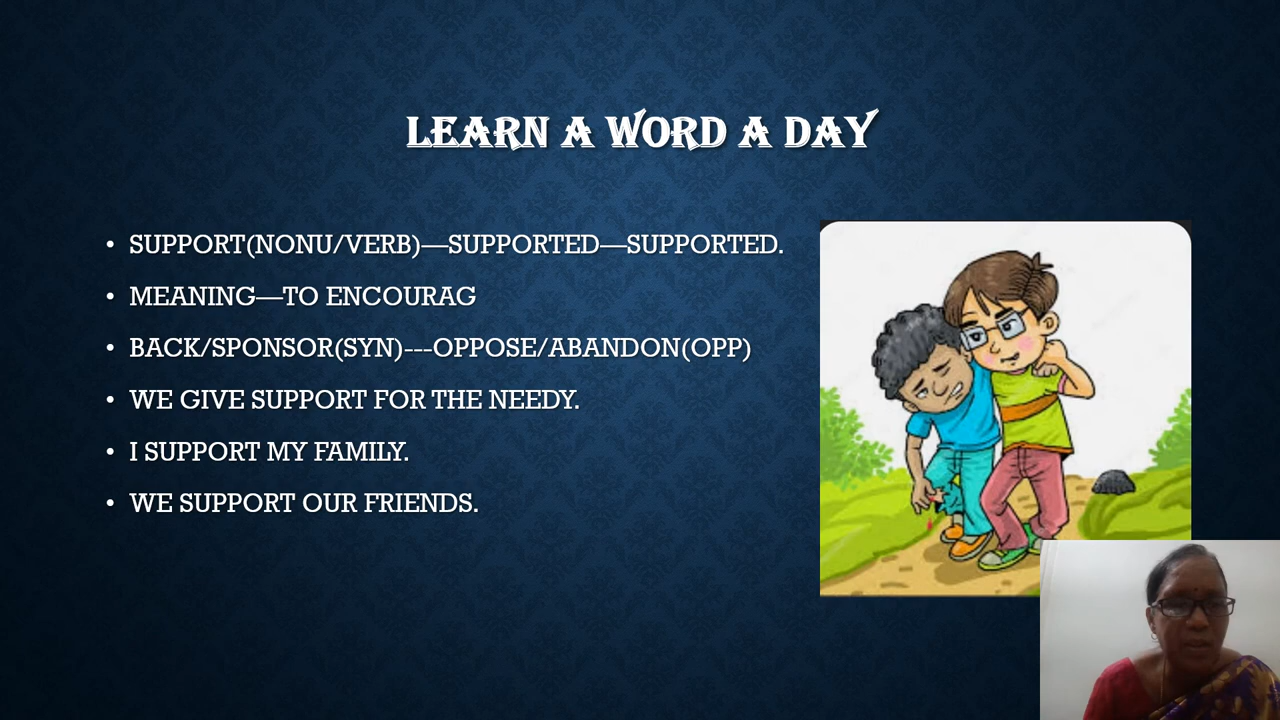 LEARN A WORD A DAY
• SUPPORT(NONU/VERB)—SUPPORTED—SUPPORTED.
• MEANING—TO ENCOURAG
• BACK/SPONSOR(SYN)---OPPOSE/ABANDON(OPP)
• WE GIVE SUPPORT FOR THE NEEDY.
• I SUPPORT MY FAMILY.
• WE SUPPORT OUR FRIENDS.